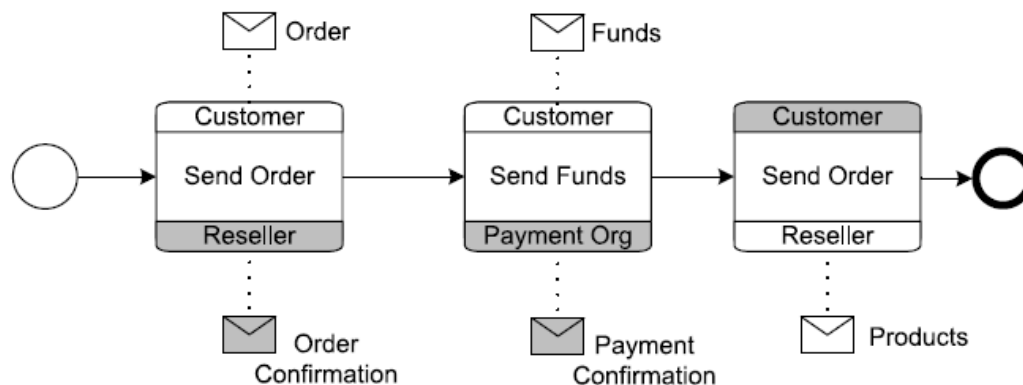 Order
Funds
Customer
Customer
Customer
Send Order
Send Funds
Send Order
Reseller
Payment Org
Reseller
Order
Confirmation
Payment
Confirmation
Products